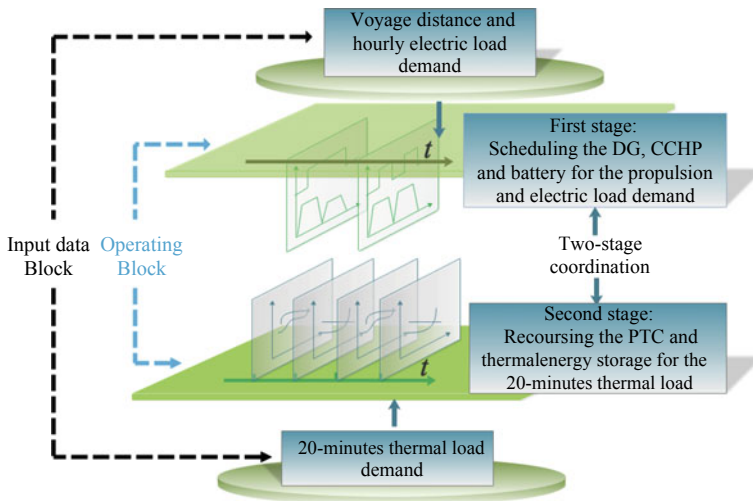 Voyage distance and
hourly electric load
demand
t
First stage:
Scheduling the DG, CCHP
and battery for the propulsion
and electric load demand
Input data
Block
Operating
Block
Two-stage
coordination
Second stage:
Recoursing the PTC and
thermalenergy storage for the
20-minutes thermal load
t
20-minutes thermal load
demand